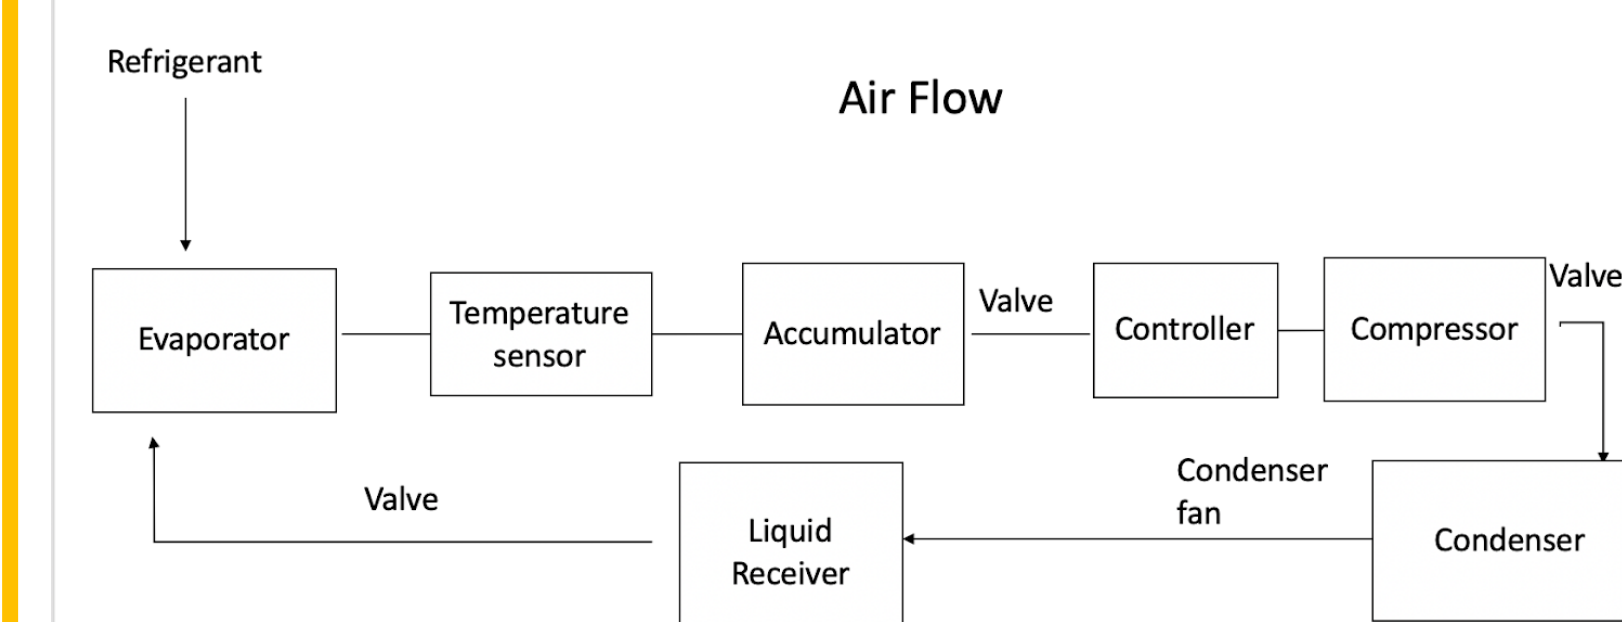 Refrigerant
Air Flow
Evaporator
Temperature
sensor
Accumulator
Valve
Controller
Compressor
Valve
Valve
Liquid
Receiver
Condenser
fan
Condenser